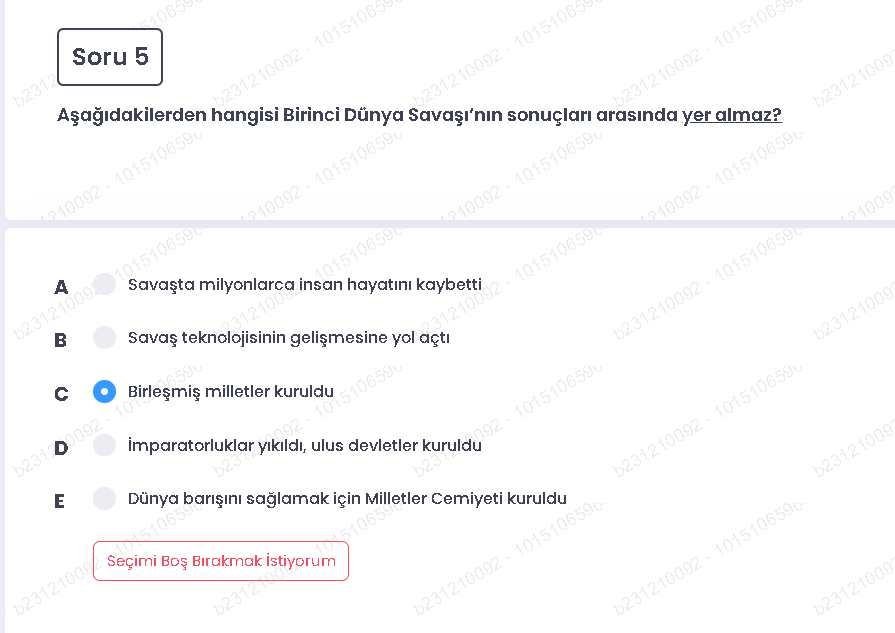 Soru 5
Aşağıdakilerden hangisi Birinci Dünya Savaşı’nın sonuçları arasında yer almaz?
A Savaşta milyonlarca insan hayatını kaybetti
B Savaş teknolojisinin gelişmesine yol açtı
C Birleşmiş milletler kuruldu
D İmparatorluklar yıkıldı, ulus devletler kuruldu
E Dünya barışını sağlamak için Milletler Cemiyeti kuruldu
Seçimi Boş Bırakmak İstiyorum